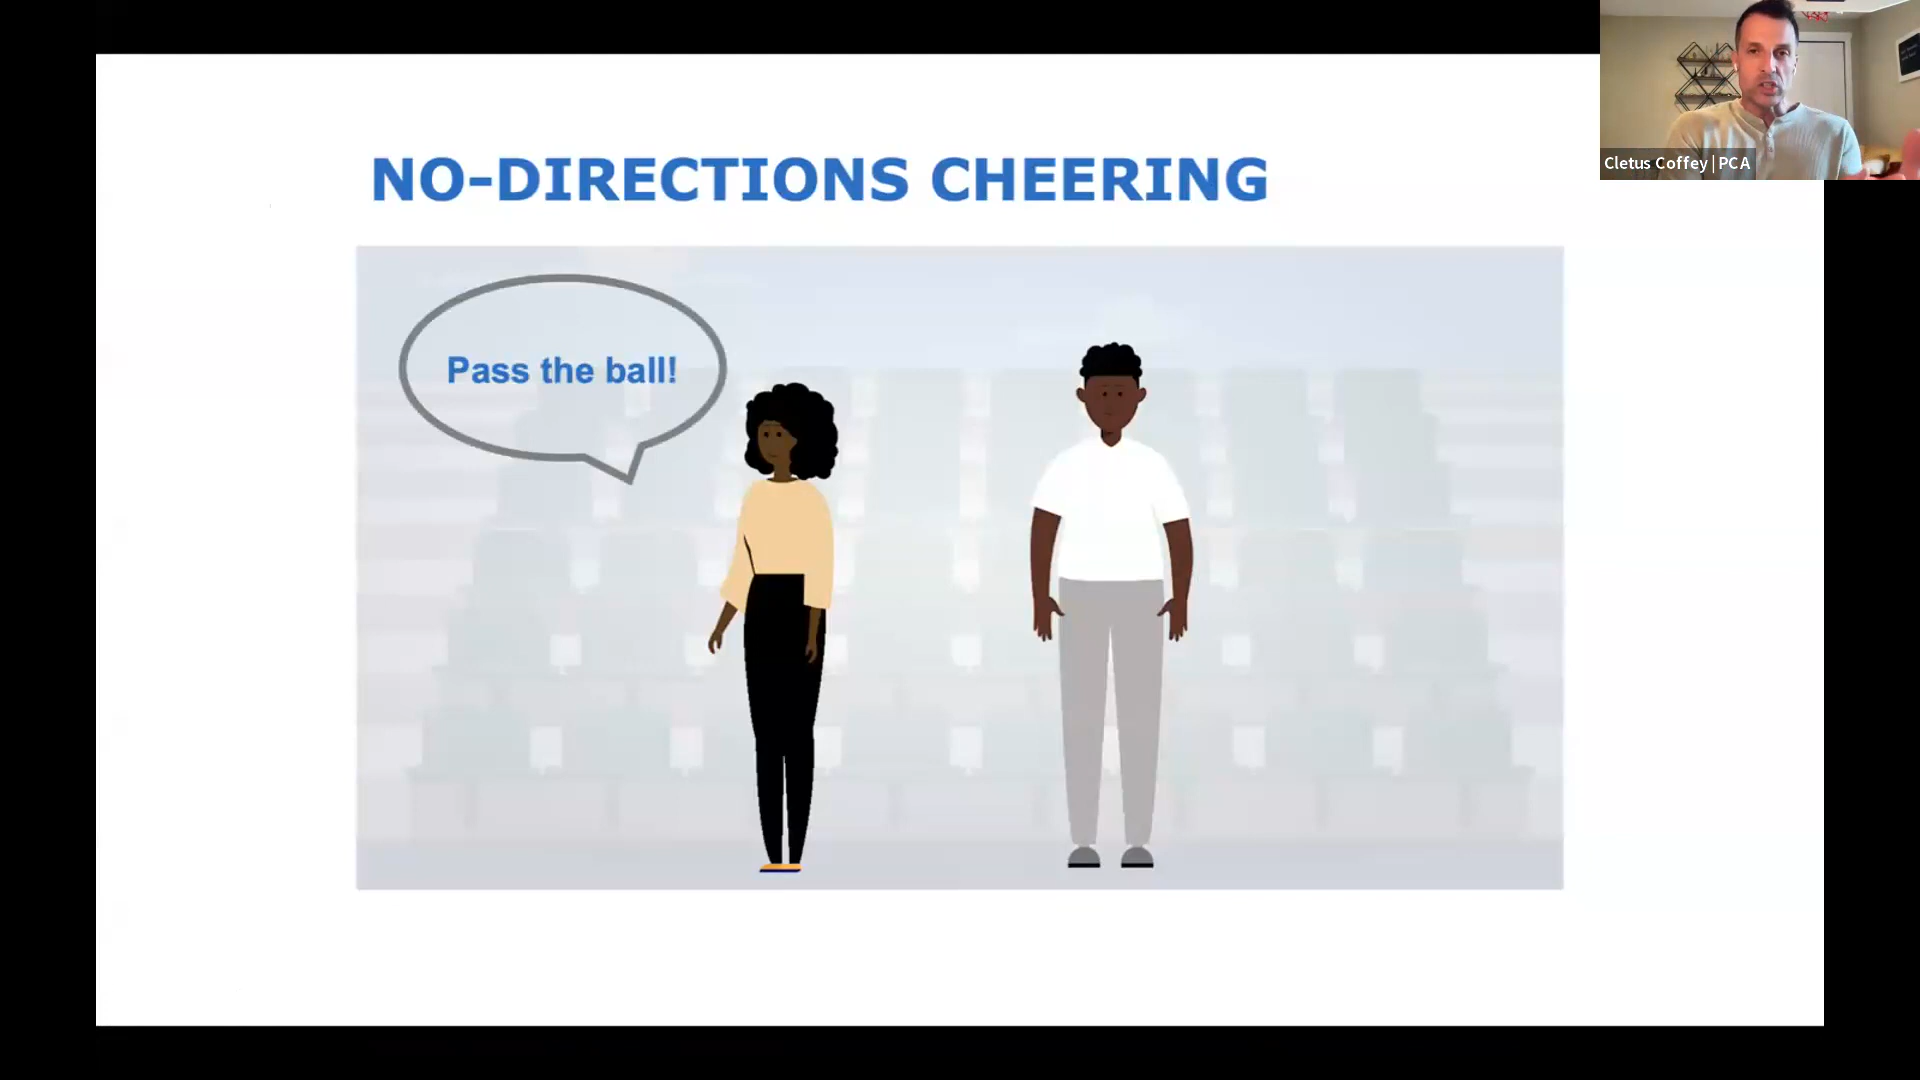 NO-DIRECTIONS CHEERING
Pass the ball!
Cletus Coffey | PCA